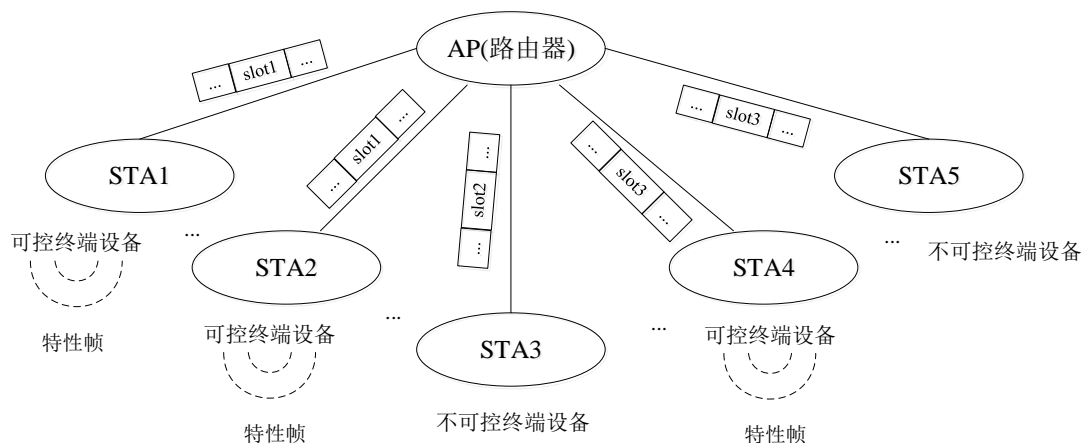 AP(路由器)
... slot1 ...
... slot1 ...
... slot2 ...
... slot3 ...
... slot3 ...
STA1
STA5
可控终端设备
...
STA2
STA4
...
不可控终端设备
特性帧
可控终端设备
...
STA3
...
可控终端设备
特性帧
不可控终端设备
特性帧